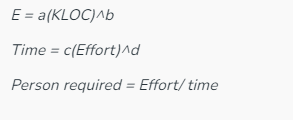 E = a(KLOC)^b
Time = c(Effort)^d
Person required = Effort/ time